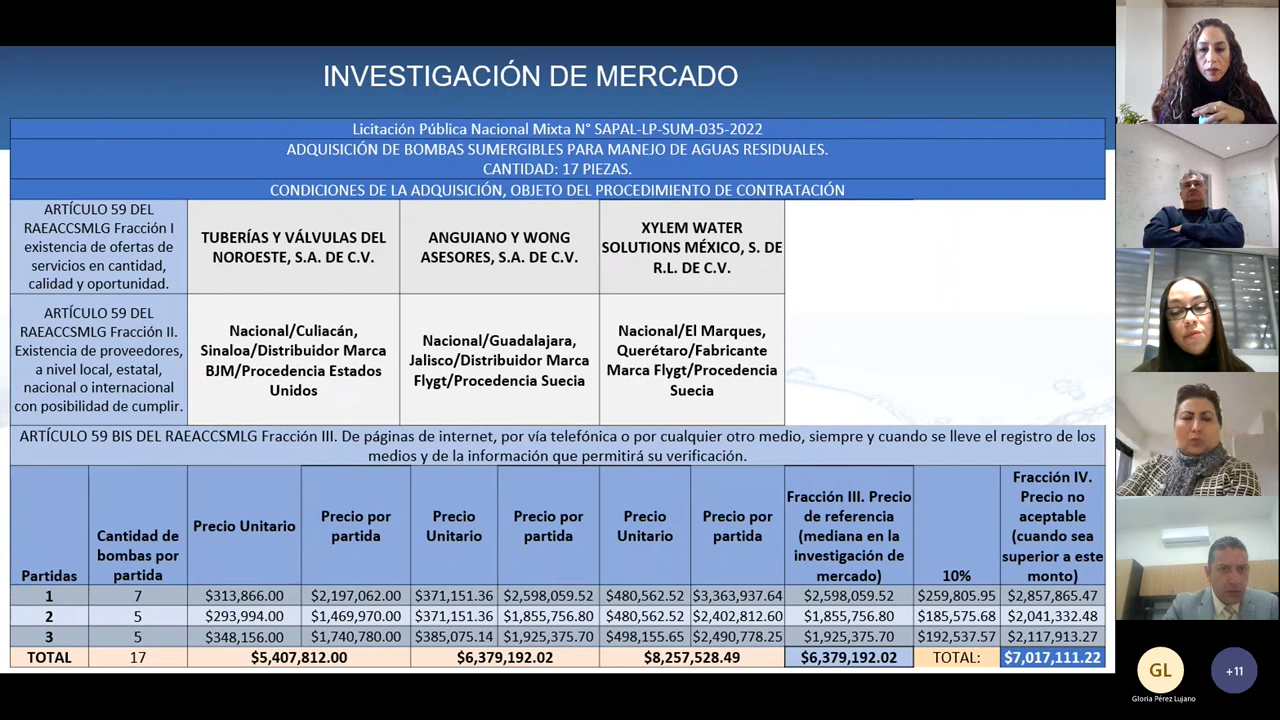 INVESTIGACIÓN DE MERCADO
Licitación Pública Nacional Mixta N° SAPAL-LP-SUM-035-2022
ADQUISICIÓN DE BOMBAS SUMERGIBLES PARA MANEJO DE AGUAS RESIDUALES.
CANTIDAD: 17 PIEZAS.
CONDICIONES DE LA ADQUISICIÓN, OBJETO DEL PROCEDIMIENTO DE CONTRATACIÓN
ARTÍCULO 59 DEL
RAEACCSMLG Fracción I
existencia de ofertas de
servicios en cantidad,
calidad y oportunidad.
TUBERÍAS Y VÁLVULAS DEL
NOROESTE, S.A. DE C.V.
ANGUIANO Y WONG
ASESORES, S.A. DE C.V.
XYLEM WATER
SOLUTIONS MÉXICO, S. DE
R.L. DE C.V.
ARTÍCULO 59 DEL
RAEACCSMLG Fracción II.
Existencia de proveedores,
a nivel local, estatal,
nacional o internacional
con posibilidad de cumplir.
Nacional/Culiacán,
Sinaloa/Distribuidor Marca
BJM/Procedencia Estados
Unidos
Nacional/Guadalajara,
Jalisco/Distribuidor Marca
Flygt/Procedencia Suecia
Nacional/El Marques,
Querétaro/Fabricante
Marca Flygt/Procedencia
Suecia
ARTÍCULO 59 BIS DEL RAEACCSMLG Fracción III. De páginas de internet, por vía telefónica o por cualquier otro medio, siempre y cuando se lleve el registro de los
medios y de la información que permitirá su verificación.
Partidas
Cantidad de
bombas por
partida
Precio Unitario
Precio por
partida
Precio
Unitario
Precio por
partida
Precio
Unitario
Precio por
partida
Fracción III. Precio
de referencia
(mediana en la
investigación de
mercado)
10%
Fracción IV.
Precio no
aceptable
(cuando sea
superior a este
monto)
1 7 $313,866.00 $2,197,062.00 $371,151.36 $2,598,059.52 $480,562.52 $3,363,937.64 $2,598,059.52 $259,805.95 $2,857,865.47
2 5 $293,994.00 $1,469,970.00 $371,151.36 $1,855,756.80 $480,562.52 $2,402,812.60 $1,855,756.80 $185,575.68 $2,041,332.48
3 5 $348,156.00 $1,740,780.00 $385,075.14 $1,925,375.70 $498,155.65 $2,490,778.25 $1,925,375.70 $192,537.57 $2,117,913.27
TOTAL 17 $5,407,812.00 $6,379,192.02 $8,257,528.49 $6,379,192.02 TOTAL: $7,017,111.22
GL
+11
Gloria Pérez Lujano